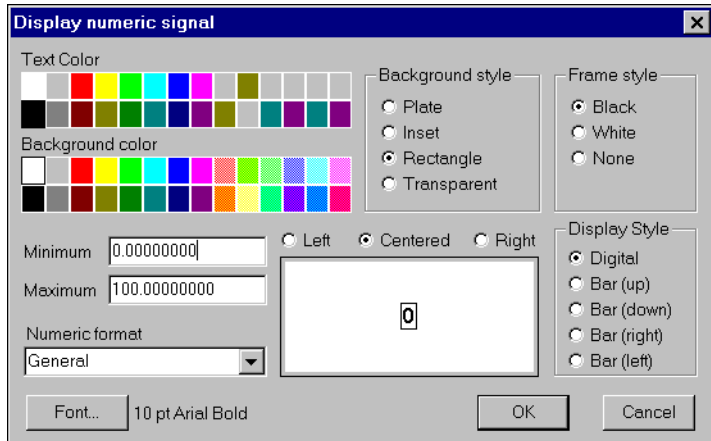 Display numeric signal
Text Color
Background color
Background style
Plate
Inset
Rectangle
Transparent
Frame style
Black
White
None
Minimum 0.00000000
Maximum 100.00000000
Numeric format
General
Left Centered Right
0
Display Style
Digital
Bar (up)
Bar (down)
Bar (right)
Bar (left)
Font... 10 pt Arial Bold
OK Cancel